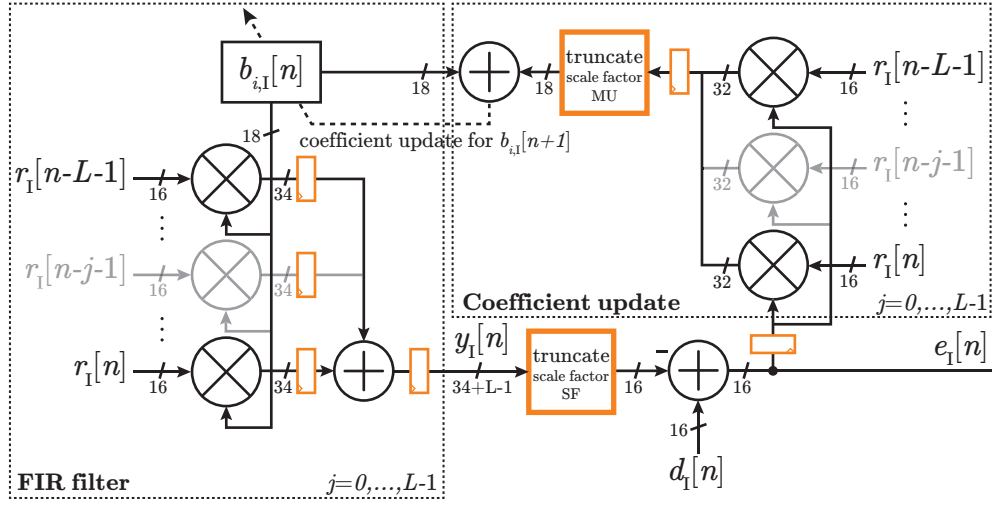 b_{i,I}[n]
18
18
truncate
scale factor
MU
32
16
r_I[n-L-1]
⋮
18
coefficient update for b_{i,I}[n+1]
r_I[n-L-1]
16
34
32
16
r_I[n-j-1]
⋮
⋮
r_I[n-j-1]
16
34
32
16
r_I[n]
Coefficient update
j=0,...,L-1
⋮
r_I[n]
16
34
y_I[n]
34+L-1
truncate
scale factor
SF
16
–
16
e_I[n]
16
d_I[n]
FIR filter
j=0,...,L-1